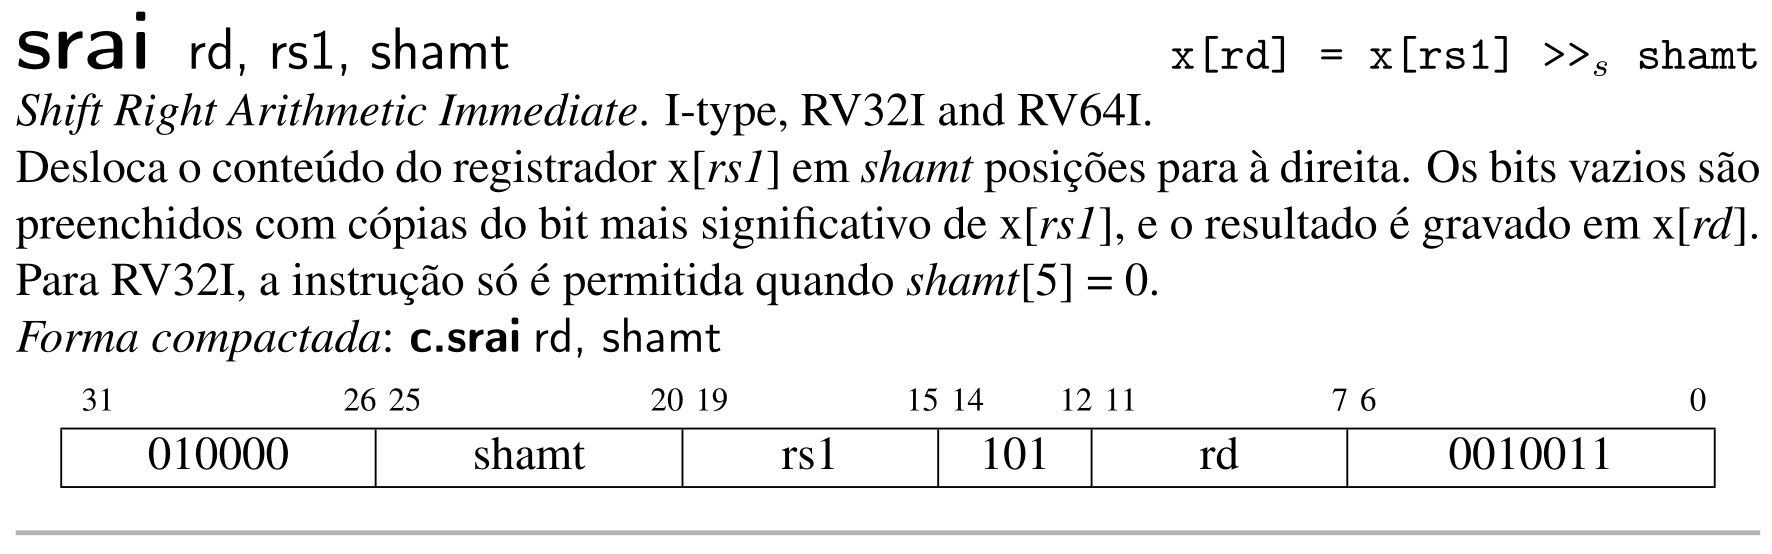 srai rd, rs1, shamt x[rd] = x[rs1] >>s shamt
Shift Right Arithmetic Immediate. I-type, RV32I and RV64I.
Desloca o conteúdo do registrador x[rs1] em shamt posições para à direita. Os bits vazios são
preenchidos com cópias do bit mais significativo de x[rs1], e o resultado é gravado em x[rd].
Para RV32I, a instrução só é permitida quando shamt[5] = 0.
Forma compactada: c.srai rd, shamt
31 26 25 20 19 15 14 12 11 7 6 0
010000 shamt rs1 101 rd 0010011